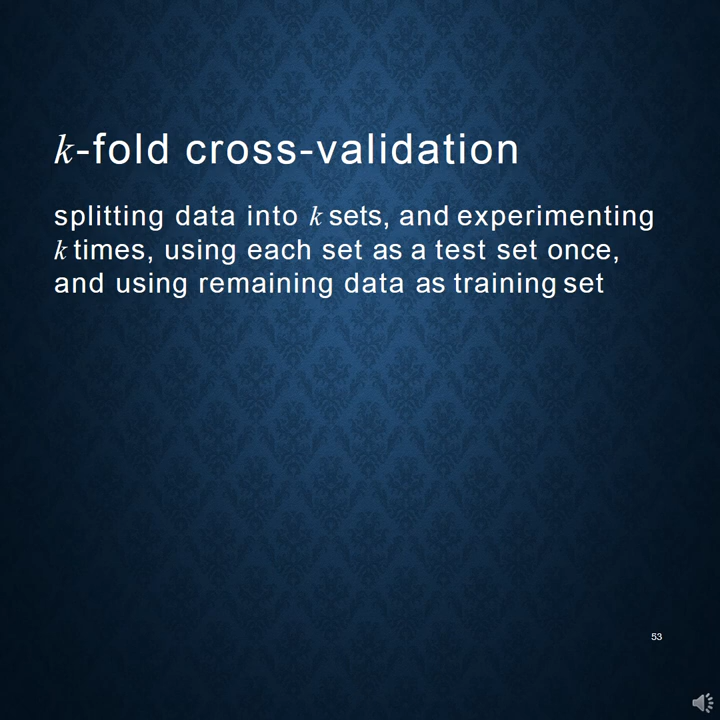 k-fold cross-validation
splitting data into k sets, and experimenting
k times, using each set as a test set once,
and using remaining data as training set
53